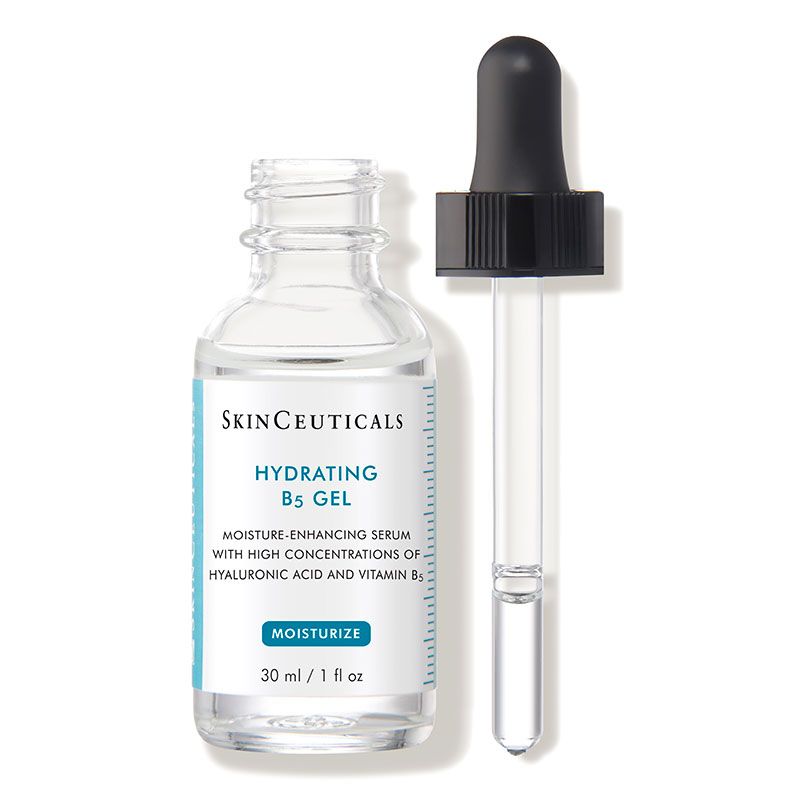 SKINCEUTICALS
HYDRATING
B5 GEL
MOISTURE-ENHANCING SERUM
WITH HIGH CONCENTRATIONS OF
HYALURONIC ACID AND VITAMIN B5
MOISTURIZE
30 ml / 1 fl oz
SKINCEUTICALS